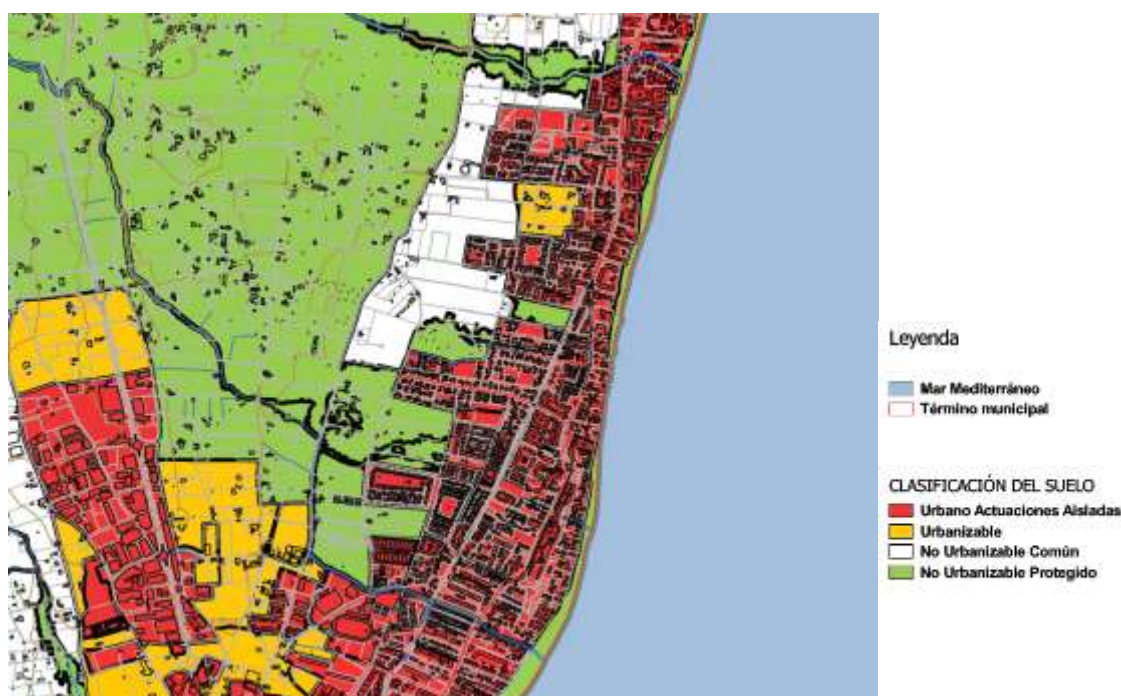 Leyenda
Mar Mediterráneo
Término municipal
CLASIFICACIÓN DEL SUELO
Urbano Actuaciones Aisladas
Urbanizable
No Urbanizable Común
No Urbanizable Protegido